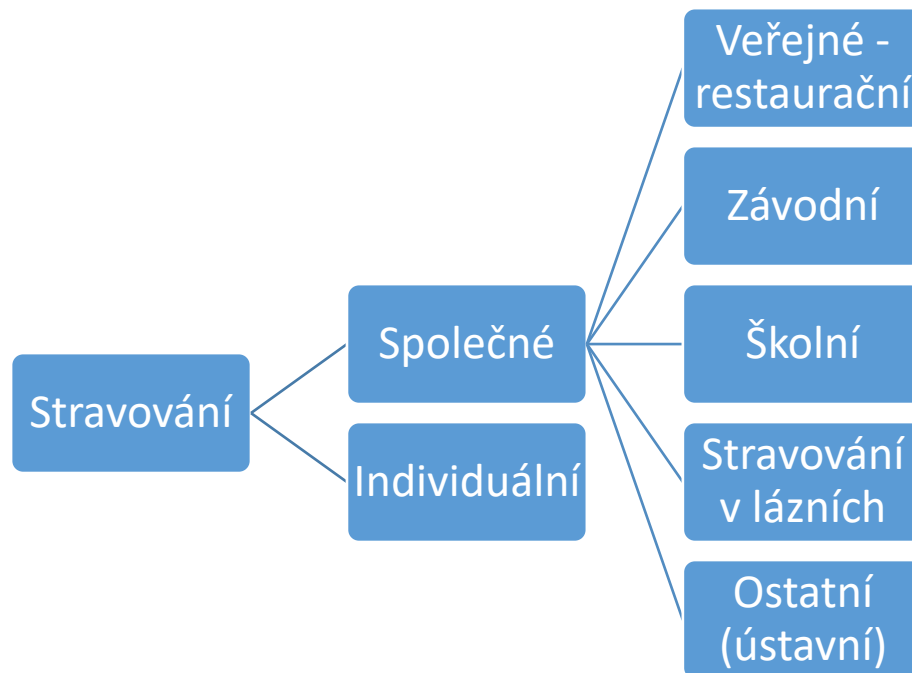 Stravování
Společné
Individuální
Veřejné -
restaurační
Závodní
Školní
Stravování
v lázních
Ostatní
(ústavní)